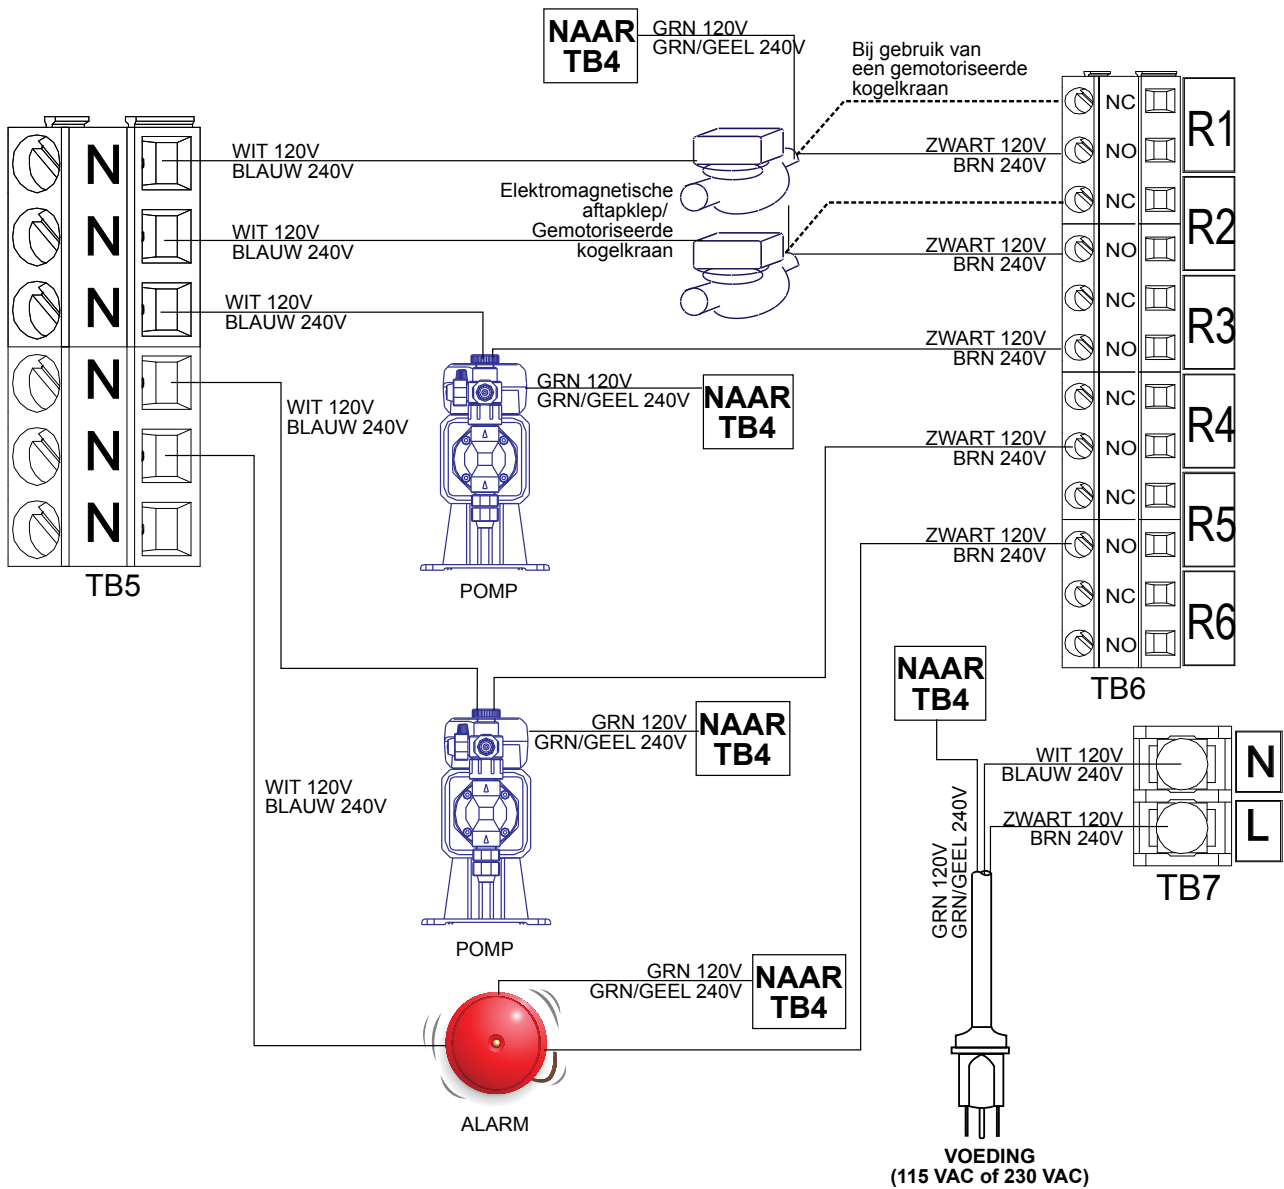 NAAR
TB4
GRN 120V
GRN/GEEL 240V
Bij gebruik van
een gemotoriseerde
kogelkraan
N
N
N
N
N
N
TB5
WIT 120V
BLAUW 240V
WIT 120V
BLAUW 240V
WIT 120V
BLAUW 240V
WIT 120V
BLAUW 240V
WIT 120V
BLAUW 240V
Elektromagnetische
aftapklep/
Gemotoriseerde
kogelkraan
ZWART 120V
BRN 240V
ZWART 120V
BRN 240V
ZWART 120V
BRN 240V
ZWART 120V
BRN 240V
ZWART 120V
BRN 240V
NC
NO
NC
NO
NC
NO
NC
NO
NC
NO
NC
NO
R1
R2
R3
R4
R5
R6
TB6
GRN 120V
GRN/GEEL 240V
NAAR
TB4
POMP
GRN 120V
GRN/GEEL 240V
NAAR
TB4
POMP
GRN 120V
GRN/GEEL 240V
NAAR
TB4
ALARM
NAAR
TB4
WIT 120V
BLAUW 240V
N
ZWART 120V
BRN 240V
L
TB7
GRN 120V
GRN/GEEL 240V
VOEDING
(115 VAC of 230 VAC)